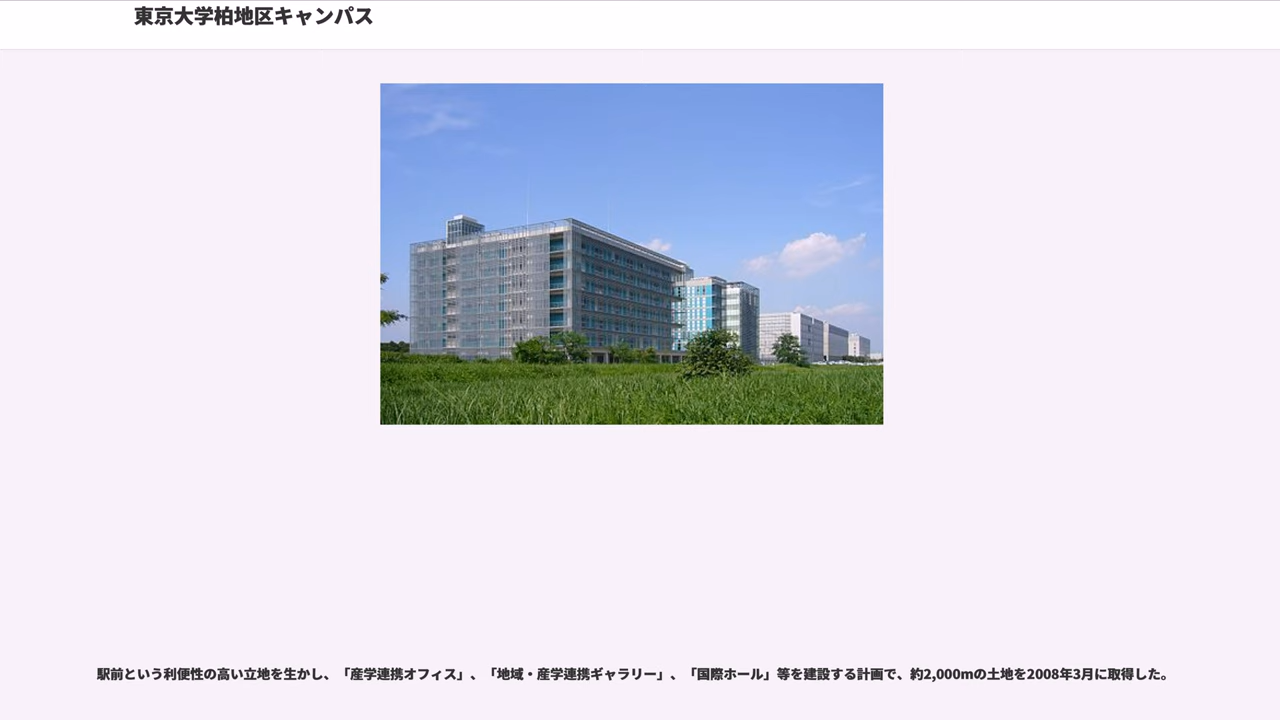 東京大学柏地区キャンパス
駅前という利便性の高い立地を生かし、「産学連携オフィス」、「地域・産学連携ギャラリー」、「国際ホール」等を建設する計画で、約2,000mの土地を2008年3月に取得した。